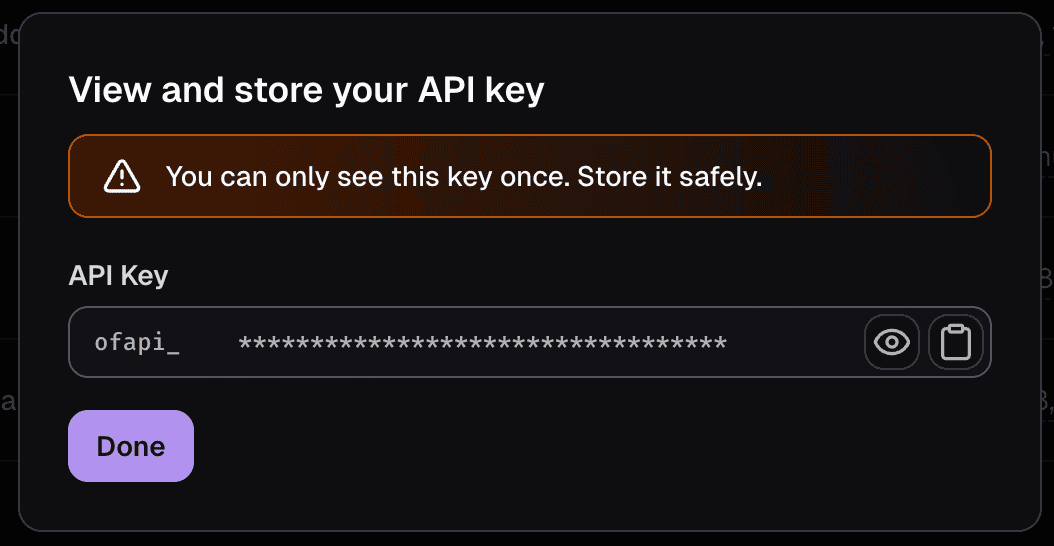 View and store your API key
You can only see this key once. Store it safely.
API Key
ofapi_ **********************************
Done